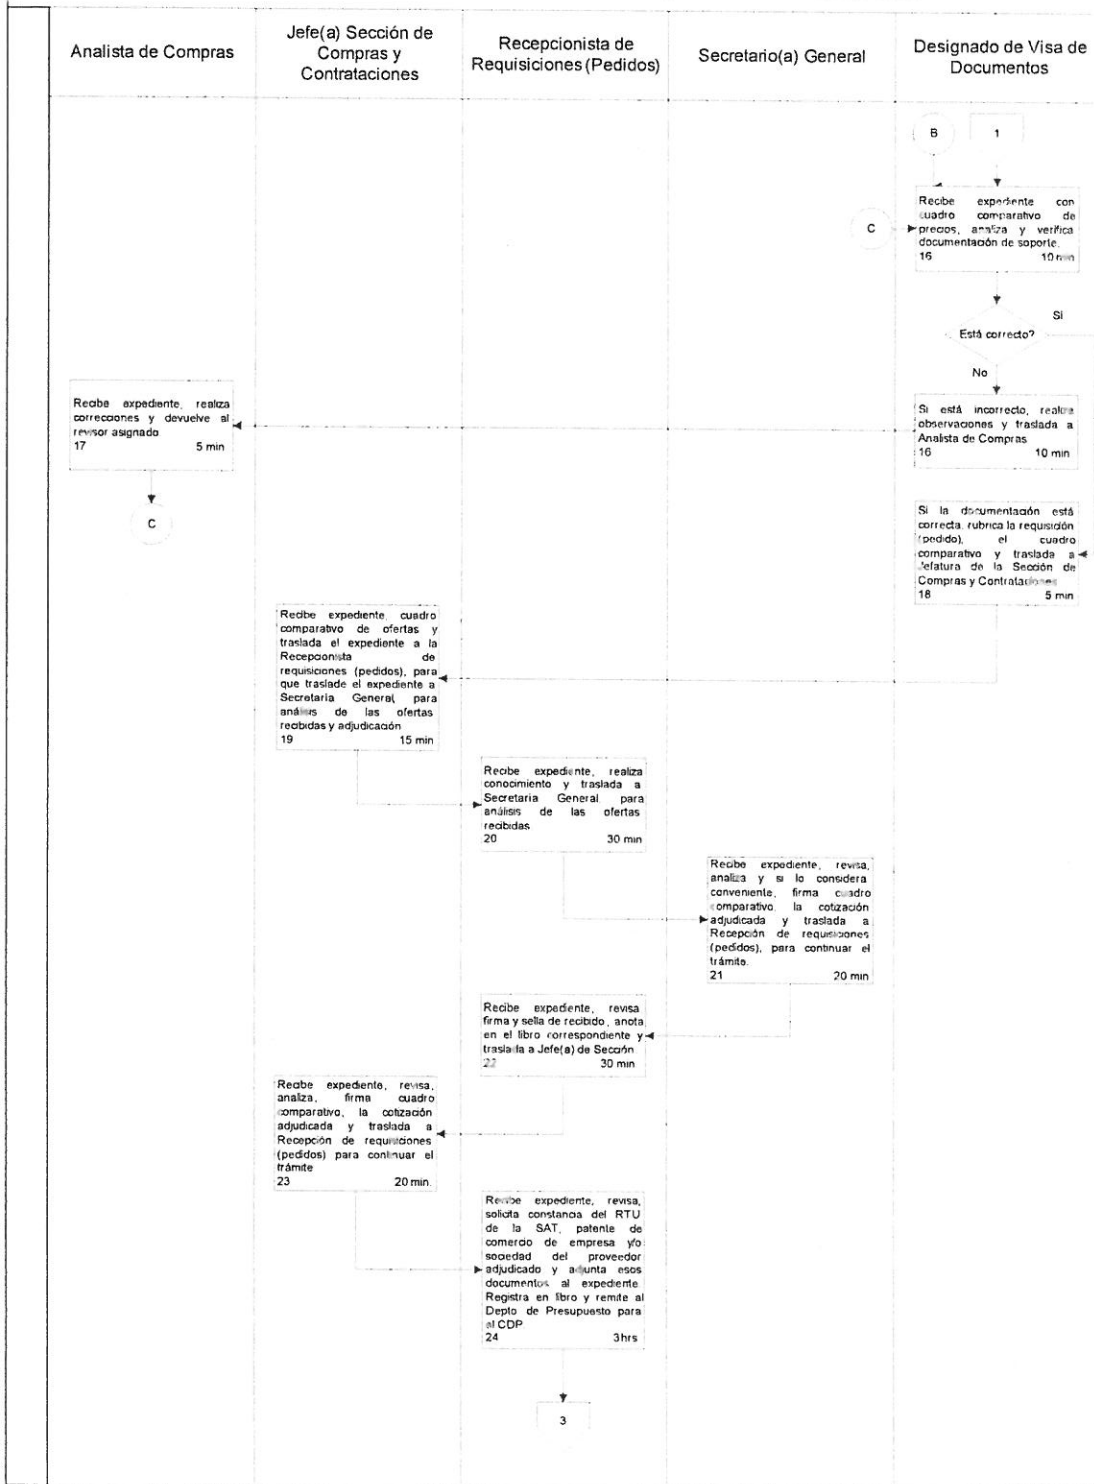 Analista de Compras
Jefe(a) Sección de
Compras y
Contrataciones
Recepcionista de
Requisiciones (Pedidos)
Secretario(a) General
Designado de Visa de
Documentos
B
1
C
Recibe expediente con
cuadro comparativo de
precios, analiza y verifica
documentación de soporte.
16 10 min
Está correcto?
Si
No
Si está incorrecto, realiza
observaciones y traslada a
Analista de Compras
16 10 min
Recibe expediente, realiza
correcciones y devuelve al
revisor asignado
17 5 min
C
Si la documentación está
correcta, rubrica la requisición
(pedido), el cuadro
comparativo y traslada a
Jefatura de la Sección de
Compras y Contrataciones
18 5 min
Recibe expediente, cuadro
comparativo de ofertas y
traslada el expediente a la
Recepcionista de
requisiciones (pedidos), para
que traslade el expediente a
Secretaria General, para
análisis de las ofertas
recibidas y adjudicación
19 15 min
Recibe expediente, realiza
conocimiento y traslada a
Secretaria General para
análisis de las ofertas
recibidas
20 30 min
Recibe expediente, revisa,
analiza y si lo considera
conveniente, firma cuadro
comparativo, la cotización
adjudicada y traslada a
Recepción de requisiciones
(pedidos), para continuar el
trámite.
21 20 min
Recibe expediente, revisa
firma y sella de recibido, anota
en el libro correspondiente y
traslada a Jefe(a) de Sección
22 30 min
Recibe expediente, revisa,
analiza, firma cuadro
comparativo, la cotización
adjudicada y traslada a
Recepción de requisiciones
(pedidos) para continuar el
trámite
23 20 min.
Recibe expediente, revisa,
solicita constancia del RTU
de la SAT, patente de
comercio de empresa y/o
sociedad del proveedor
adjudicado y adjunta esos
documentos al expediente
Registra en libro y remite al
Depto de Presupuesto para
el CDP
24 3hrs
3